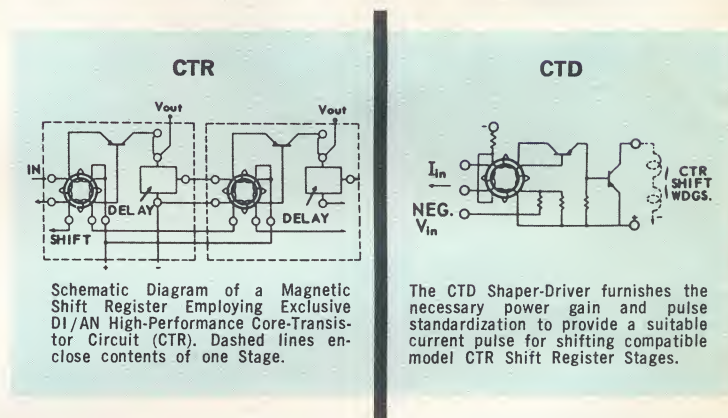 CTR
Vout
Vout
IN
DELAY
DELAY
SHIFT
+
-
Schematic Diagram of a Magnetic
Shift Register Employing Exclusive
DI/AN High-Performance Core-Transis-
tor Circuit (CTR). Dashed lines en-
close contents of one Stage.
CTD
-
Iin
NEG.
Vin
CTR
SHIFT
WDGS.
-
+
The CTD Shaper-Driver furnishes the
necessary power gain and pulse
standardization to provide a suitable
current pulse for shifting compatible
model CTR Shift Register Stages.